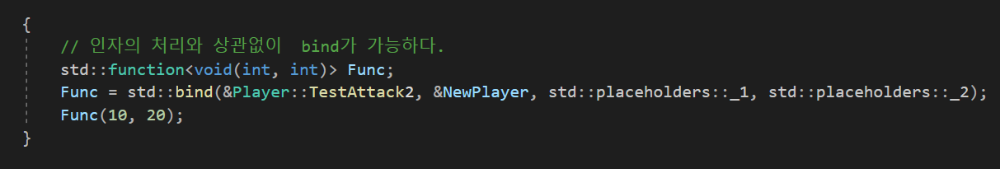 {
// 인자의 처리와 상관없이  bind가 가능하다.
std::function<void(int, int)> Func;
Func = std::bind(&Player::TestAttack2, &NewPlayer, std::placeholders::_1, std::placeholders::_2);
Func(10, 20);
}